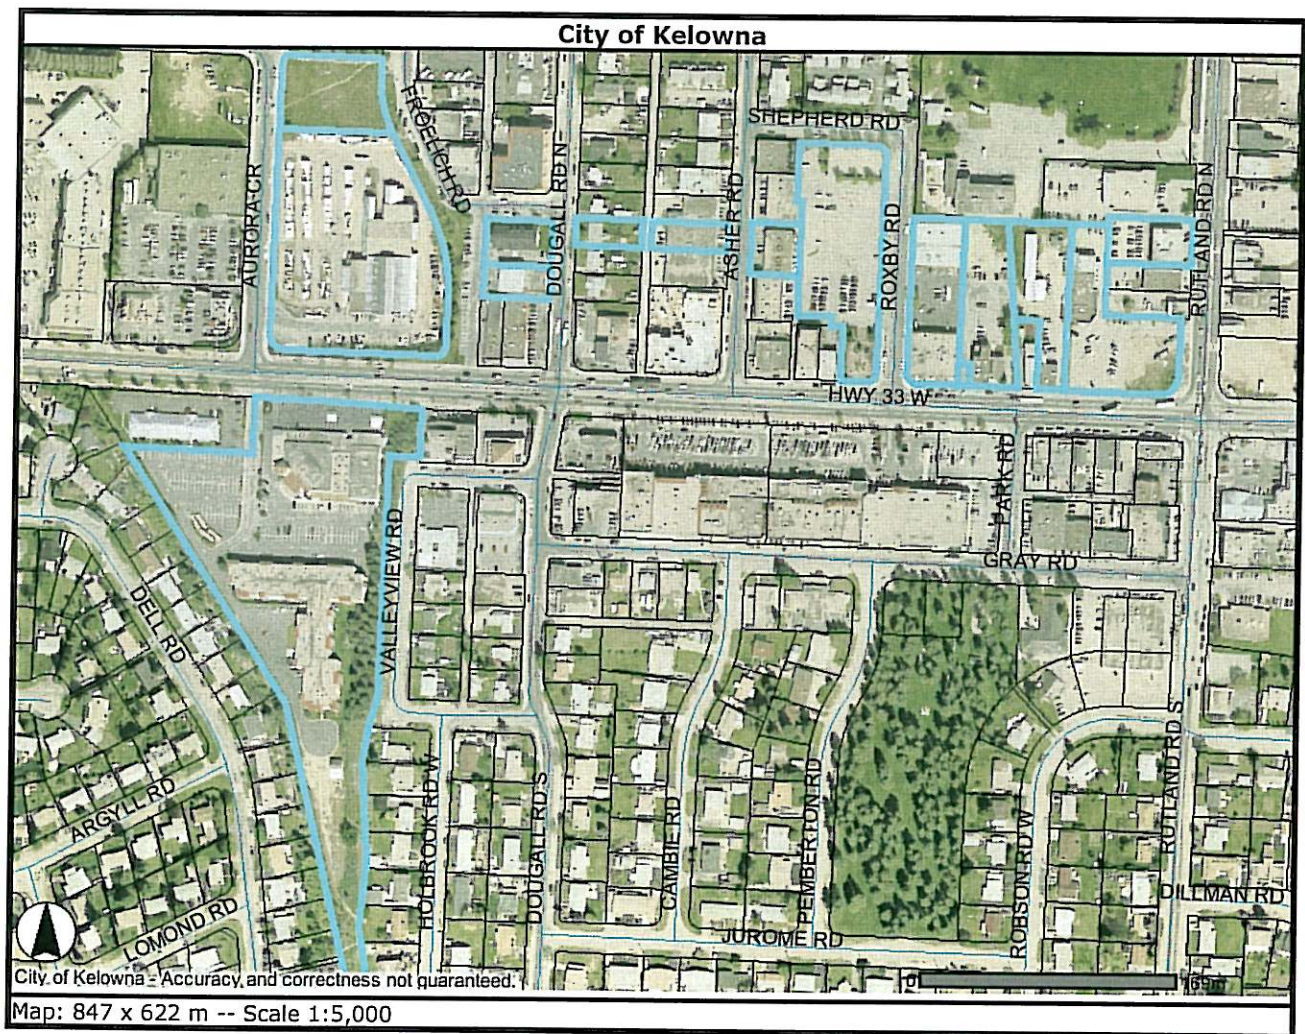 City of Kelowna
FROELICH RD
SHEPHERD RD
AURORA CR
DOUGALL RD N
ASHER RD
ROXBY RD
RUTLAND RD N
HWY 33 W
PARK RD
GRAY RD
VALLEYVIEW RD
DELL RD
ARGYLL RD
LOMOND RD
HOLBROOK RD W
DOUGALL RD S
CAMBIE RD
PEMBERTON RD
ROBSON RD W
RUTLAND RD S
DILLMAN RD
JUROME RD
City of Kelowna - Accuracy and correctness not guaranteed.
0
Map: 847 x 622 m -- Scale 1:5,000